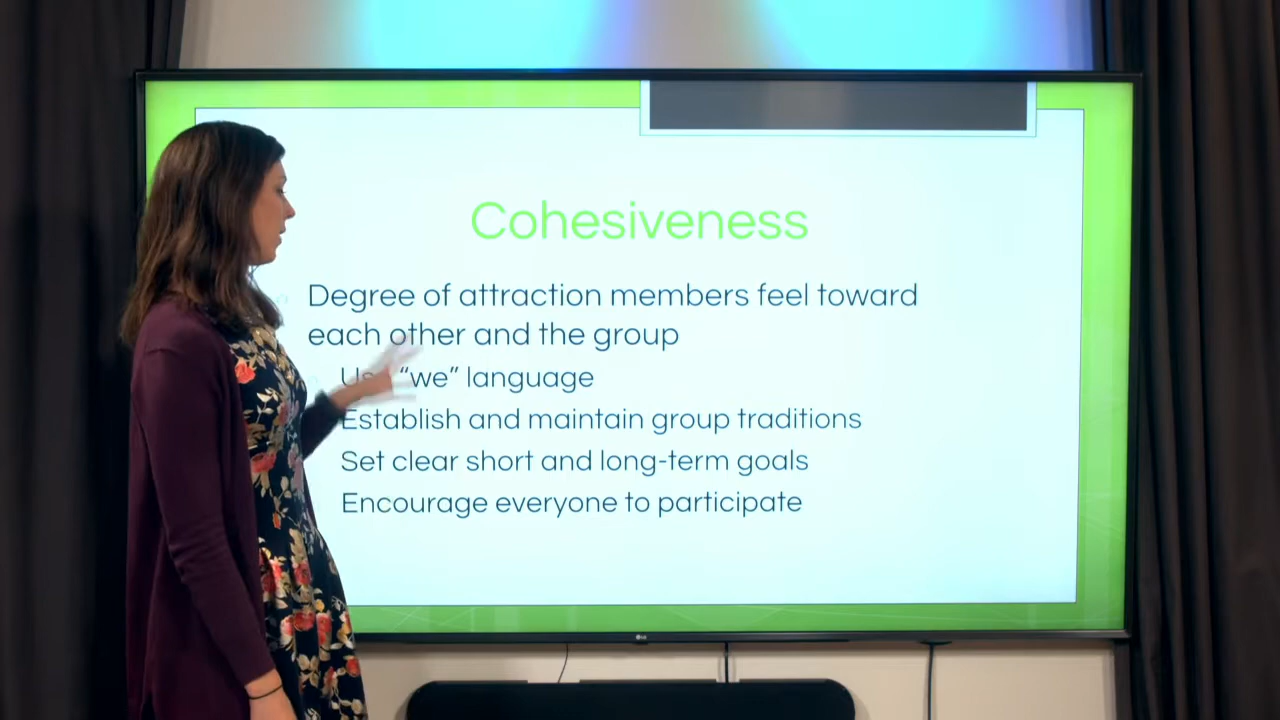 Cohesiveness
Degree of attraction members feel toward
each other and the group
Use "we" language
Establish and maintain group traditions
Set clear short and long-term goals
Encourage everyone to participate
LG